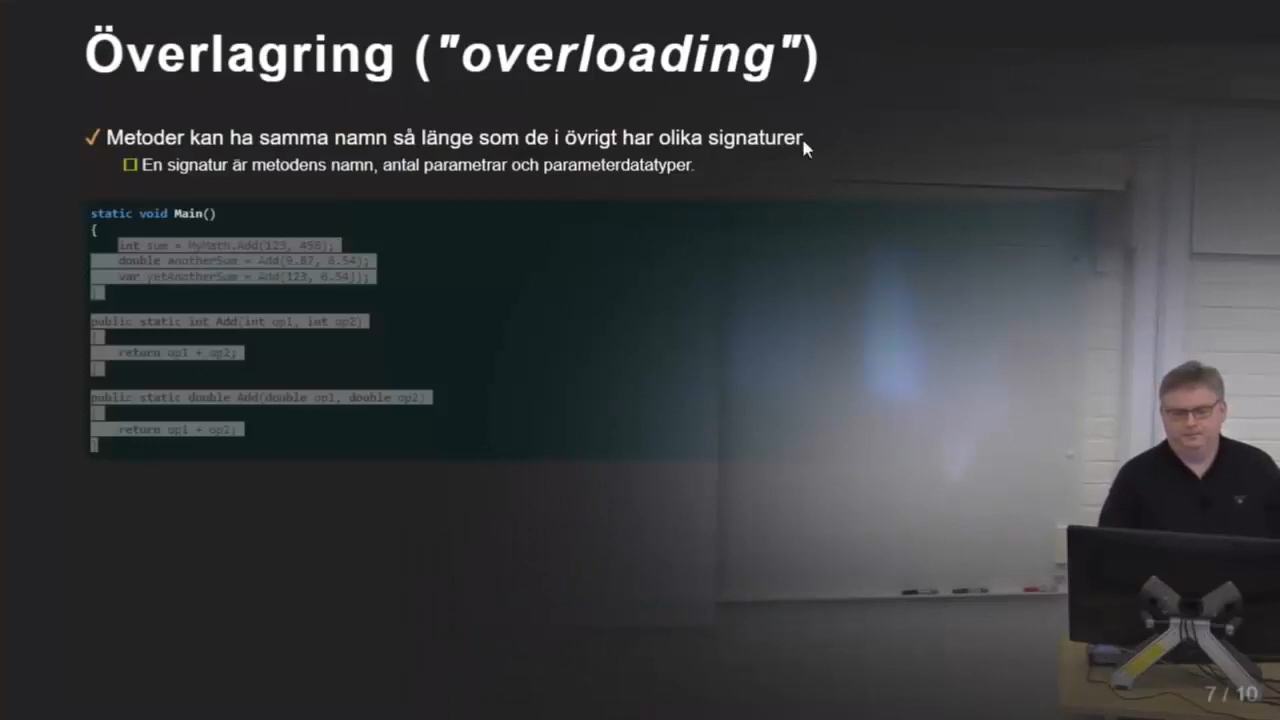 Överlagring ("overloading")
✓ Metoder kan ha samma namn så länge som de i övrigt har olika signaturer.
En signatur är metodens namn, antal parametrar och parameterdatatyper.
static void Main()
{
int sum = MyMath.Add(123, 456);
double anotherSum = Add(9.87, 6.54);
var yetAnotherSum = Add(123, 6.54));
}
public static int Add(int op1, int op2)
{
return op1 + op2;
}
public static double Add(double op1, double op2)
{
return op1 + op2;
}
7 / 10